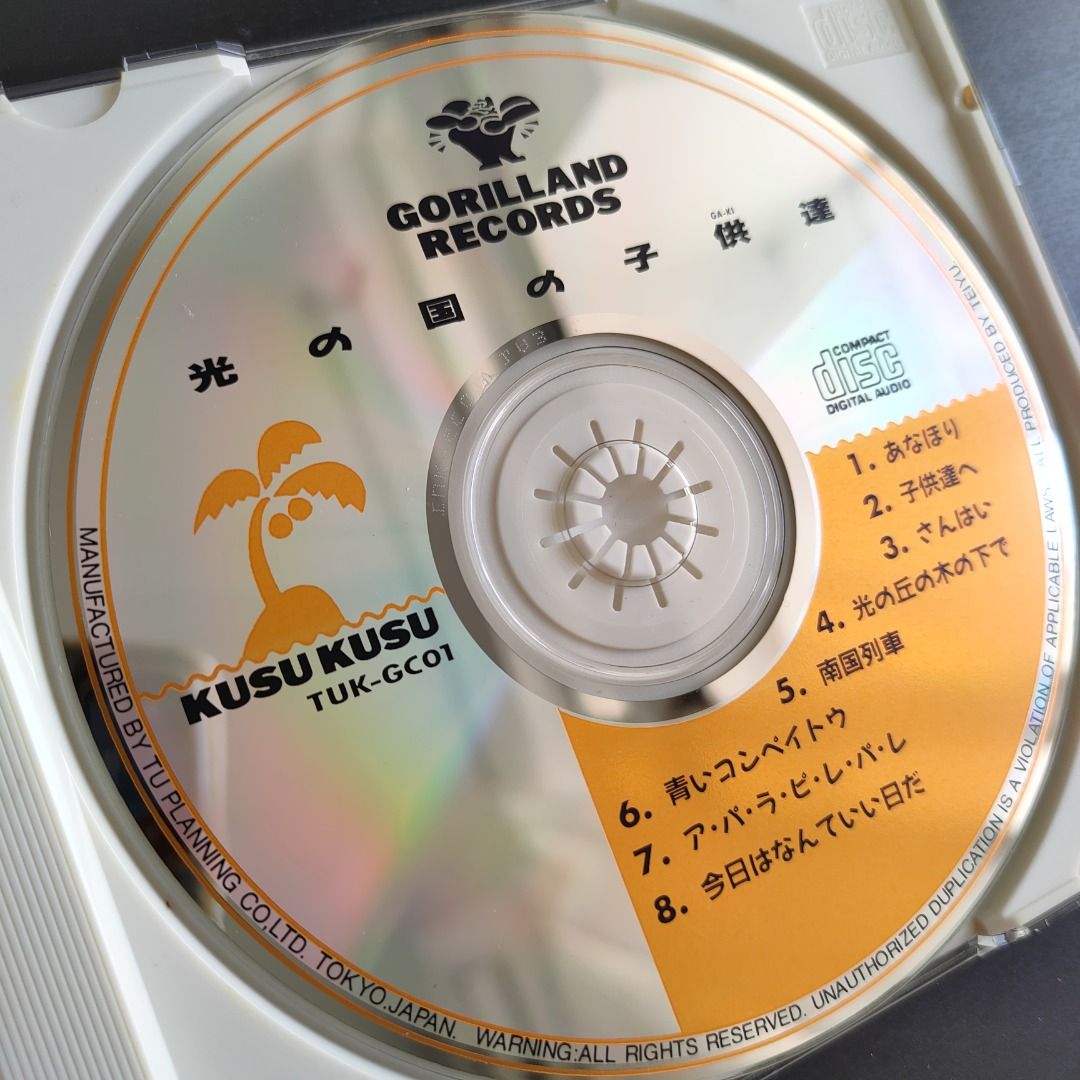 GORILLAND
RECORDS
光の国の子供達
GA-KI
COMPACT
disc
DIGITAL AUDIO
KUSU KUSU
TUK-GC01
1. あなほり
2. 子供達へ
3. さんはい
4. 光の丘の木の下で
5. 南国列車
6. 青いコンペイトウ
7. ア・パ・ラ・ピ・レ・パ・レ
8. 今日はなんていい日だ
MANUFACTURED BY TU PLANNING CO,LTD. TOKYO.JAPAN. WARNING:ALL RIGHTS RESERVED. UNAUTHORIZED DUPLICATION IS A VIOLATION OF APPLICABLE LAWS. ALL PRODUCED BY TEIYU.
disc